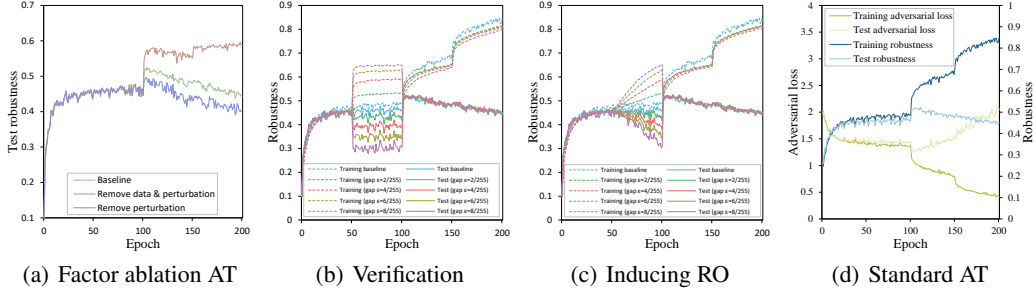 0.7
0.6
0.5
0.4
0.3
0.2
0.1
Test robustness
Baseline
Remove data & perturbation
Remove perturbation
0 50 100 150 200
Epoch
(a) Factor ablation AT
0.9
0.8
0.7
0.6
0.5
0.4
0.3
0.2
0.1
0
Robustness
Training baseline Test baseline
Training (gap ε=2/255) Test (gap ε=2/255)
Training (gap ε=4/255) Test (gap ε=4/255)
Training (gap ε=6/255) Test (gap ε=6/255)
Training (gap ε=8/255) Test (gap ε=8/255)
0 50 100 150 200
Epoch
(b) Verification
0.9
0.8
0.7
0.6
0.5
0.4
0.3
0.2
0.1
0
Robustness
Training baseline Test baseline
Training (gap ε=2/255) Test (gap ε=2/255)
Training (gap ε=4/255) Test (gap ε=4/255)
Training (gap ε=6/255) Test (gap ε=6/255)
Training (gap ε=8/255) Test (gap ε=8/255)
0 50 100 150 200
Epoch
(c) Inducing RO
4.5
4
3.5
3
2.5
2
1.5
1
0.5
0
Adversarial loss
Training adversarial loss
Test adversarial loss
Training robustness
Test robustness
1
0.9
0.8
0.7
0.6
0.5
0.4
0.3
0.2
0.1
0
Robustness
0 50 100 150 200
Epoch
(d) Standard AT